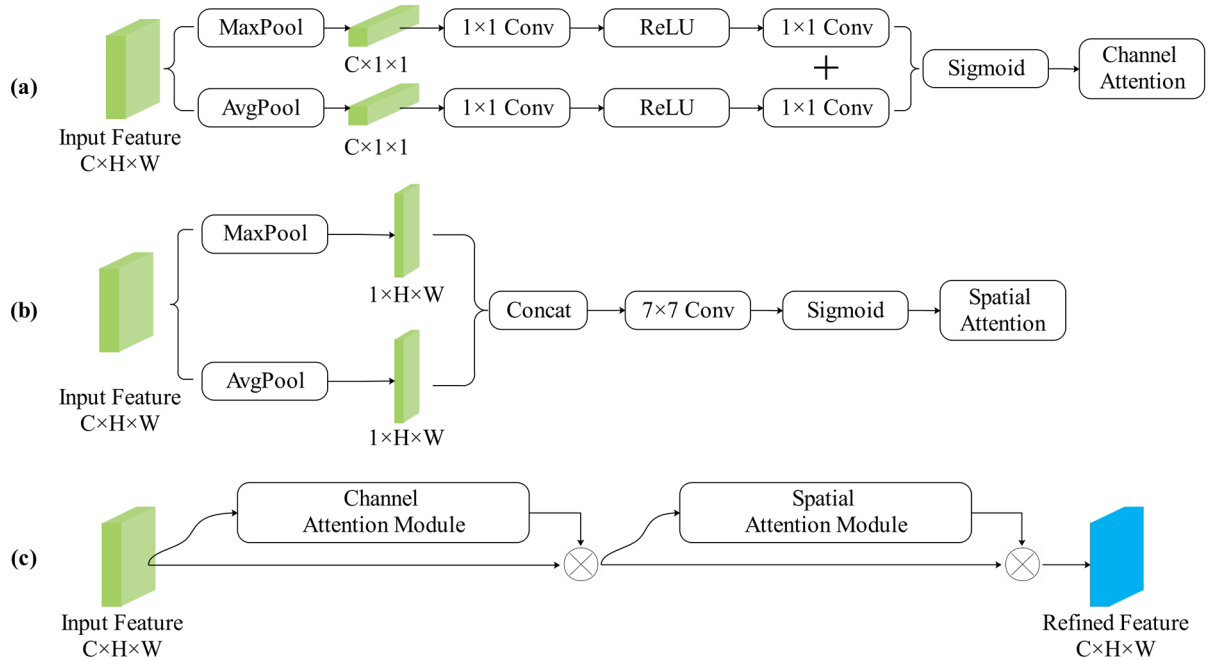 (a)
Input Feature
C×H×W
MaxPool
C×1×1
1×1 Conv
ReLU
1×1 Conv
+
AvgPool
C×1×1
1×1 Conv
ReLU
1×1 Conv
Sigmoid
Channel
Attention
(b)
Input Feature
C×H×W
MaxPool
1×H×W
AvgPool
1×H×W
Concat
7×7 Conv
Sigmoid
Spatial
Attention
(c)
Input Feature
C×H×W
Channel
Attention Module
Spatial
Attention Module
Refined Feature
C×H×W